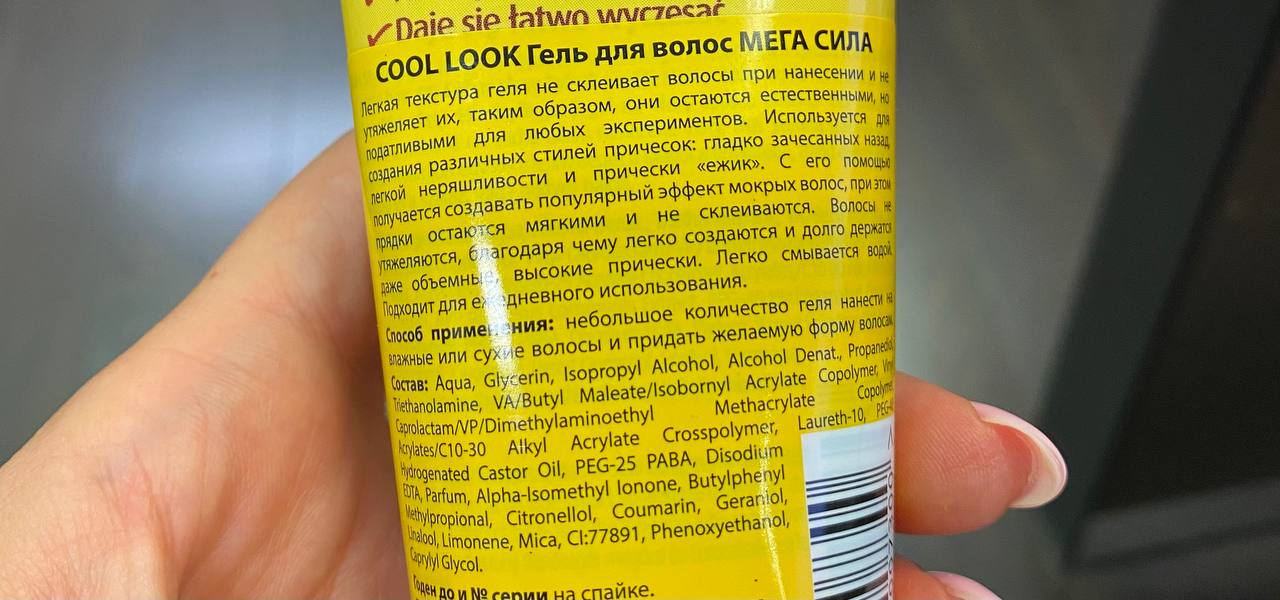 ✓ Daje się łatwo wyczesać
COOL LOOK Гель для волос МЕГА СИЛА
Легкая текстура геля не склеивает волосы при нанесении и не
утяжеляет их, таким образом, они остаются естественными, но
податливыми для любых экспериментов. Используется для
создания различных стилей причесок: гладко зачесанных назад,
легкой неряшливости и прически «ежик». С его помощью
получается создавать популярный эффект мокрых волос, при этом
прядки остаются мягкими и не склеиваются. Волосы не
утяжеляются, благодаря чему легко создаются и долго держатся
даже объемные, высокие прически. Легко смывается водой.
Подходит для ежедневного использования.
Способ применения: небольшое количество геля нанести на
влажные или сухие волосы и придать желаемую форму волосам.
Состав: Aqua, Glycerin, Isopropyl Alcohol, Alcohol Denat., Propanediol,
Triethanolamine, VA/Butyl Maleate/Isobornyl Acrylate Copolymer, Vinyl
Caprolactam/VP/Dimethylaminoethyl Methacrylate Copolymer,
Acrylates/C10-30 Alkyl Acrylate Crosspolymer, Laureth-10,
Hydrogenated Castor Oil, PEG-25 PABA, Disodium
EDTA, Parfum, Alpha-Isomethyl Ionone, Butylphenyl
Methylpropional, Citronellol, Coumarin, Geraniol,
Linalool, Limonene, Mica, CI:77891, Phenoxyethanol,
Caprylyl Glycol.
Годен до и № серии на спайке.